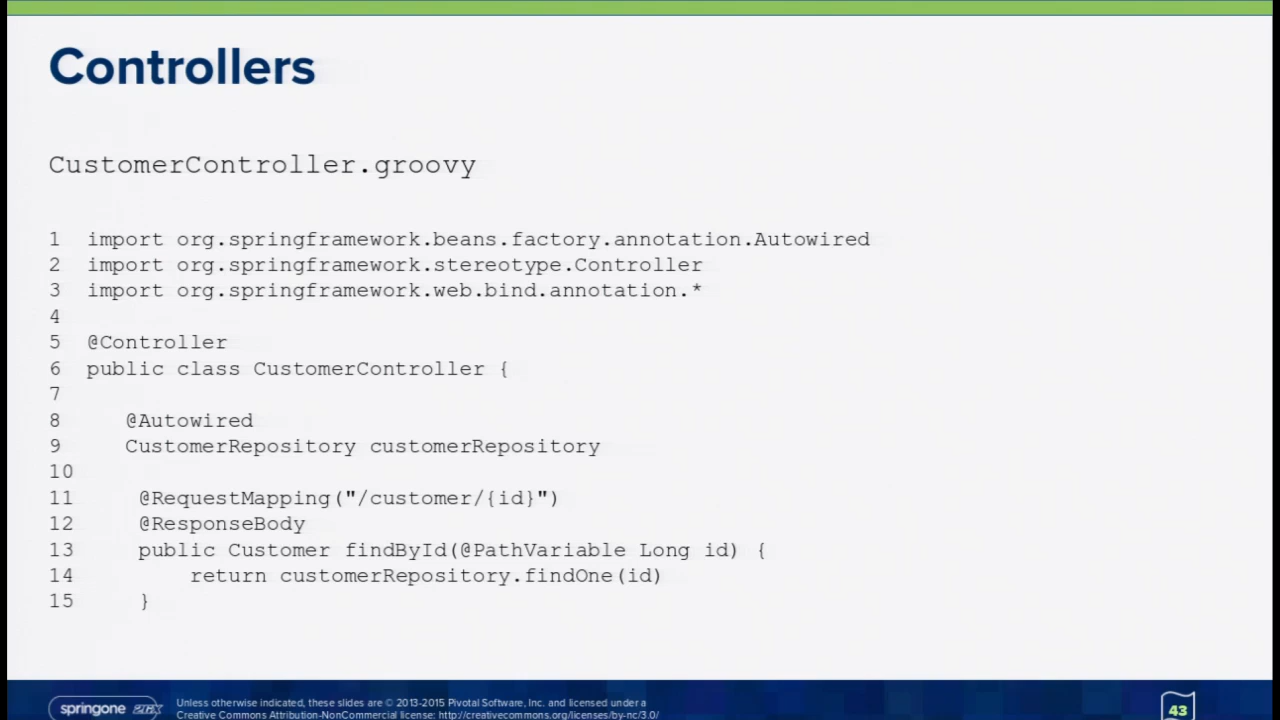 Controllers
CustomerController.groovy
1 import org.springframework.beans.factory.annotation.Autowired
2 import org.springframework.stereotype.Controller
3 import org.springframework.web.bind.annotation.*
4
5 @Controller
6 public class CustomerController {
7
8    @Autowired
9    CustomerRepository customerRepository
10
11    @RequestMapping("/customer/{id}")
12    @ResponseBody
13    public Customer findById(@PathVariable Long id) {
14        return customerRepository.findOne(id)
15    }
springone 2GX
Unless otherwise indicated, these slides are © 2013-2015 Pivotal Software, Inc. and licensed under a
Creative Commons Attribution-NonCommercial license: http://creativecommons.org/licenses/by-nc/3.0/
43